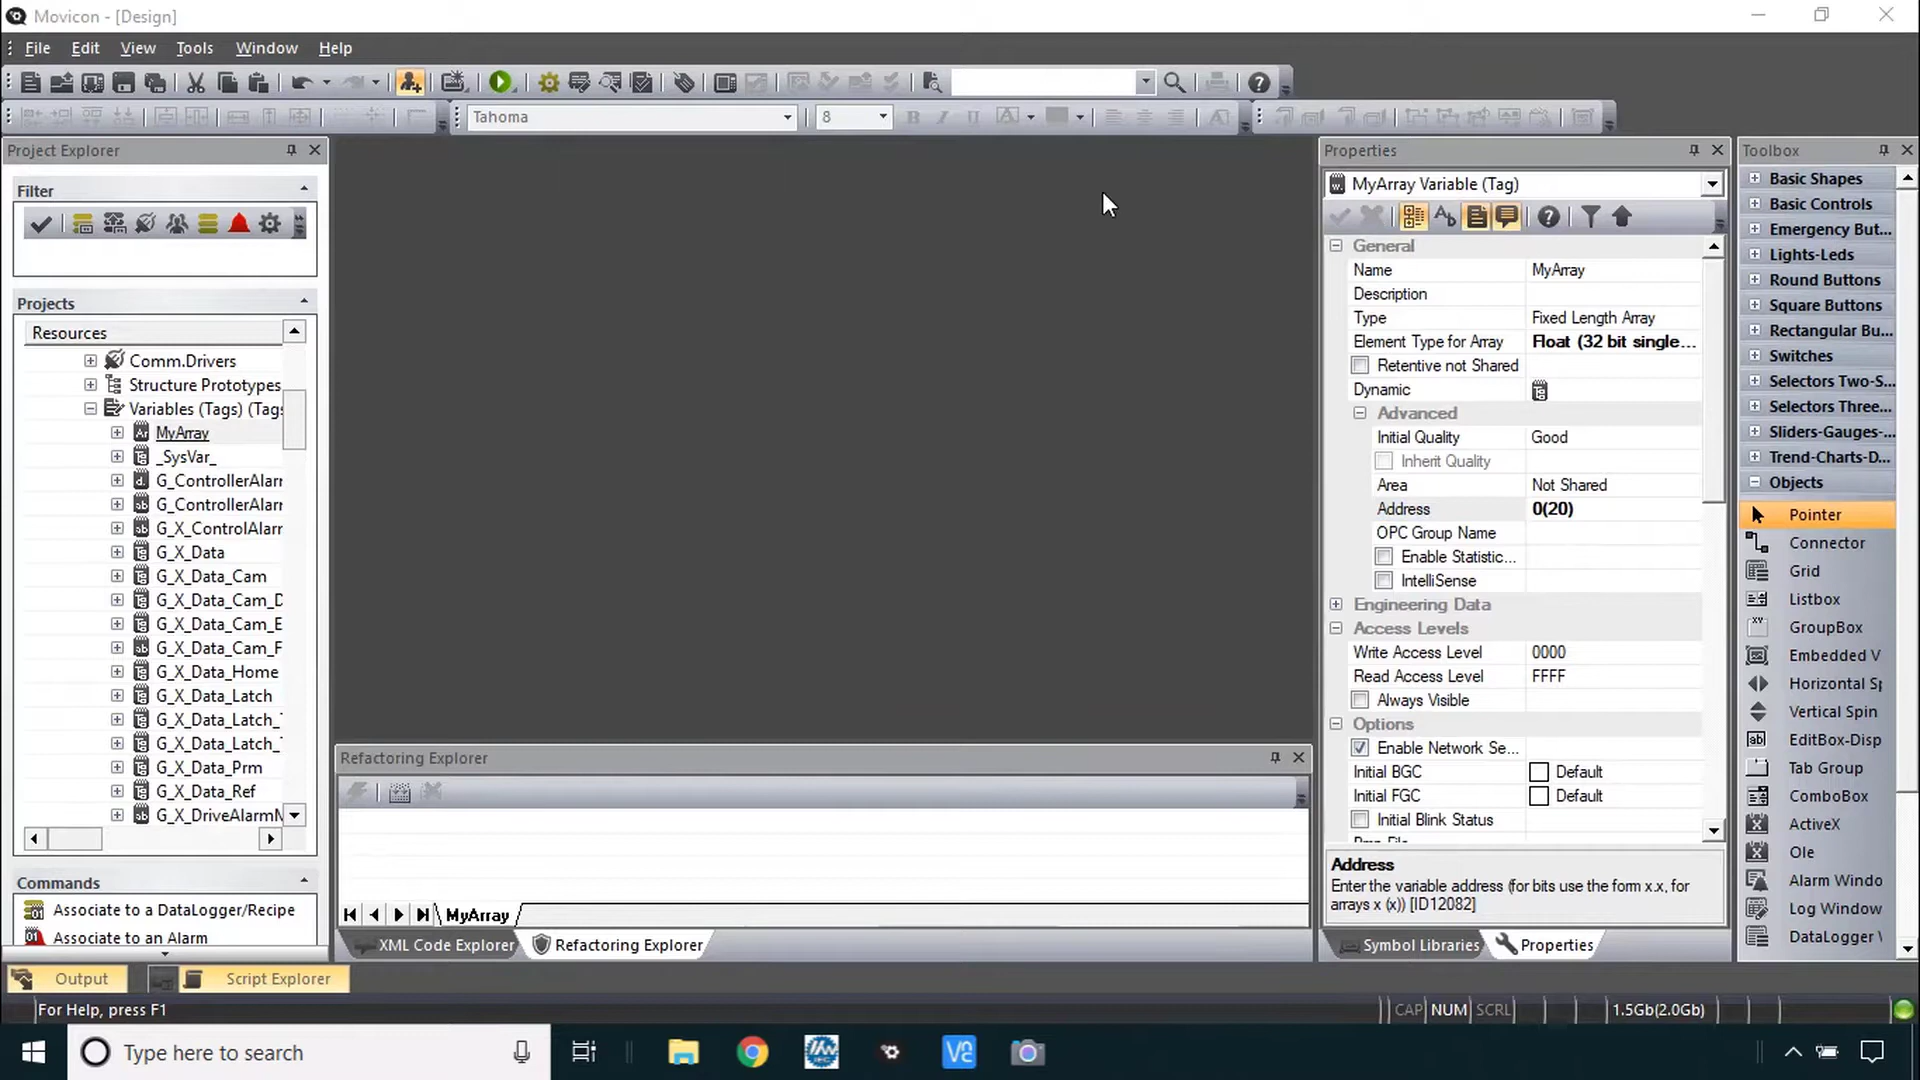 Movicon - [Design]
File Edit View Tools Window Help
Tahoma 8
Project Explorer
Filter
Projects
Resources
Comm.Drivers
Structure Prototypes
Variables (Tags) (Tags
MyArray
_SysVar_
G_ControllerAlarr
G_ControllerAlarr
G_X_ControlAlarr
G_X_Data
G_X_Data_Cam
G_X_Data_Cam_D
G_X_Data_Cam_E
G_X_Data_Cam_F
G_X_Data_Home
G_X_Data_Latch
G_X_Data_Latch_
G_X_Data_Latch_
G_X_Data_Prm
G_X_Data_Ref
G_X_DriveAlarmN
Commands
Associate to a DataLogger/Recipe
Associate to an Alarm
Output Script Explorer
Refactoring Explorer
MyArray
XML Code Explorer Refactoring Explorer
Properties
MyArray Variable (Tag)
General
Name MyArray
Description
Type Fixed Length Array
Element Type for Array Float (32 bit single...
Retentive not Shared
Dynamic
Advanced
Initial Quality Good
Inherit Quality
Area Not Shared
Address 0(20)
OPC Group Name
Enable Statistic...
IntelliSense
Engineering Data
Access Levels
Write Access Level 0000
Read Access Level FFFF
Always Visible
Options
Enable Network Se...
Initial BGC Default
Initial FGC Default
Initial Blink Status
Address
Enter the variable address (for bits use the form x.x, for
arrays x (x)) [ID12082]
Symbol Libraries Properties
Toolbox
Basic Shapes
Basic Controls
Emergency But...
Lights-Leds
Round Buttons
Square Buttons
Rectangular Bu...
Switches
Selectors Two-S...
Selectors Three...
Sliders-Gauges-...
Trend-Charts-D...
Objects
Pointer
Connector
Grid
Listbox
GroupBox
Embedded V
Horizontal Sp
Vertical Spin
EditBox-Disp
Tab Group
ComboBox
ActiveX
Ole
Alarm Windo
Log Window
DataLogger
For Help, press F1
CAP NUM SCRL 1.5Gb(2.0Gb)
Type here to search